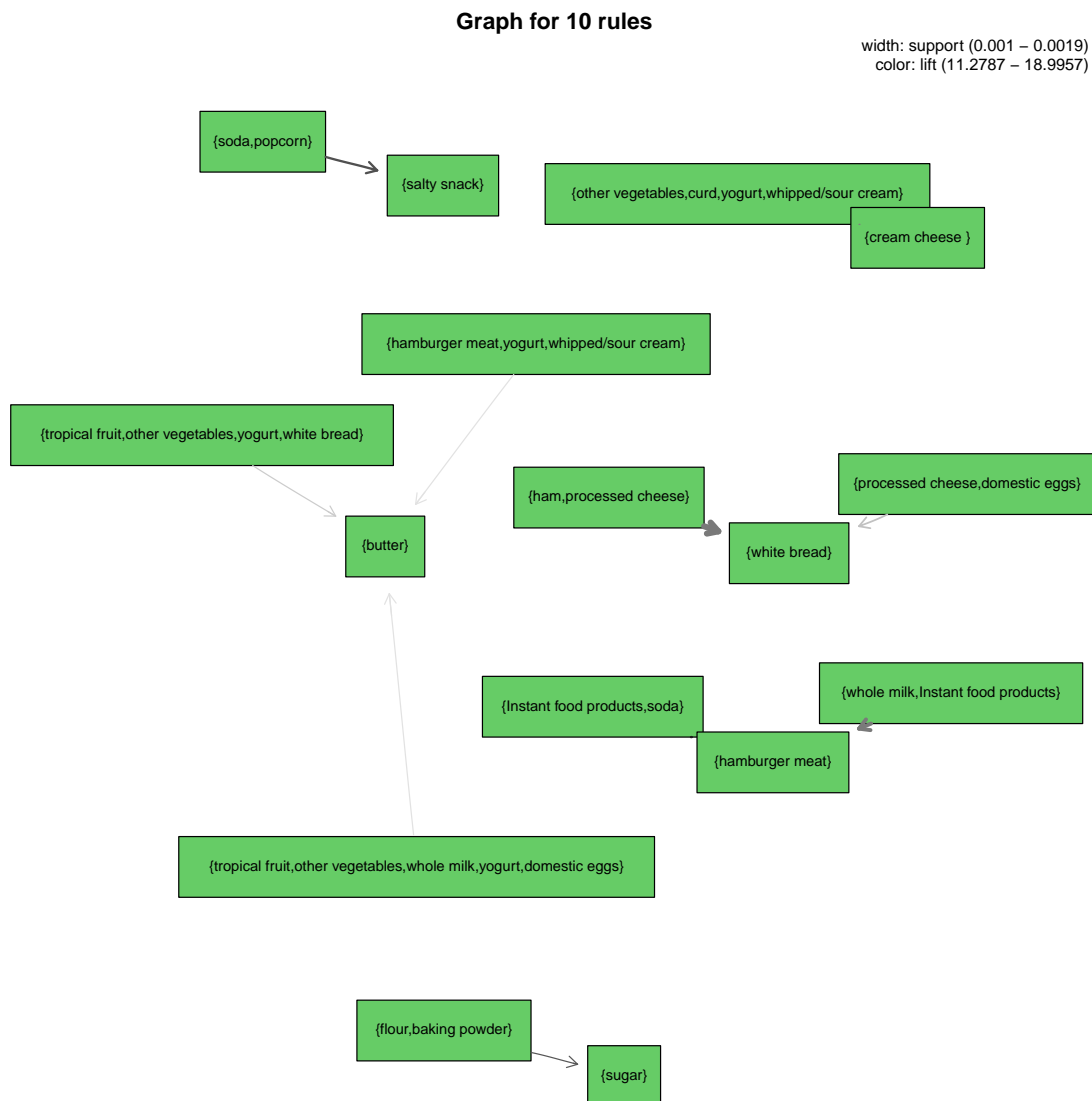 Graph for 10 rules
width: support (0.001 − 0.0019)
color: lift (11.2787 − 18.9957)
{soda,popcorn}
{salty snack}
{other vegetables,curd,yogurt,whipped/sour cream}
{cream cheese }
{hamburger meat,yogurt,whipped/sour cream}
{tropical fruit,other vegetables,yogurt,white bread}
{ham,processed cheese}
{processed cheese,domestic eggs}
{butter}
{white bread}
{Instant food products,soda}
{whole milk,Instant food products}
{hamburger meat}
{tropical fruit,other vegetables,whole milk,yogurt,domestic eggs}
{flour,baking powder}
{sugar}